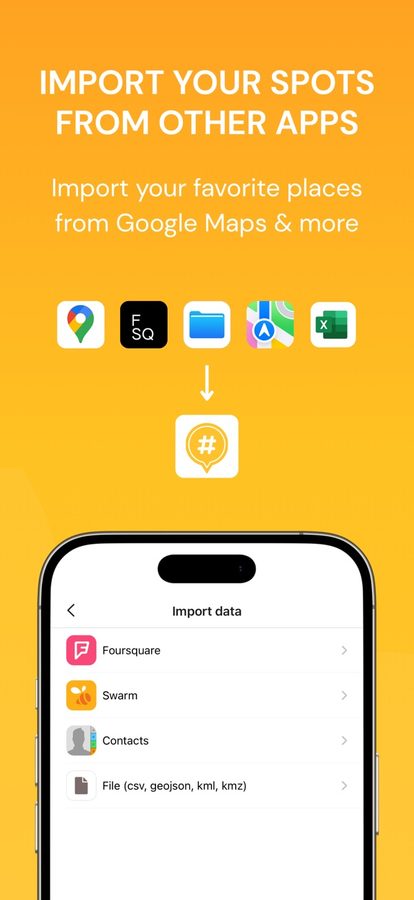 IMPORT YOUR SPOTS
FROM OTHER APPS
Import your favorite places
from Google Maps & more
F
SQ
X
#
Import data
Foursquare
Swarm
Contacts
File (csv, geojson, kml, kmz)